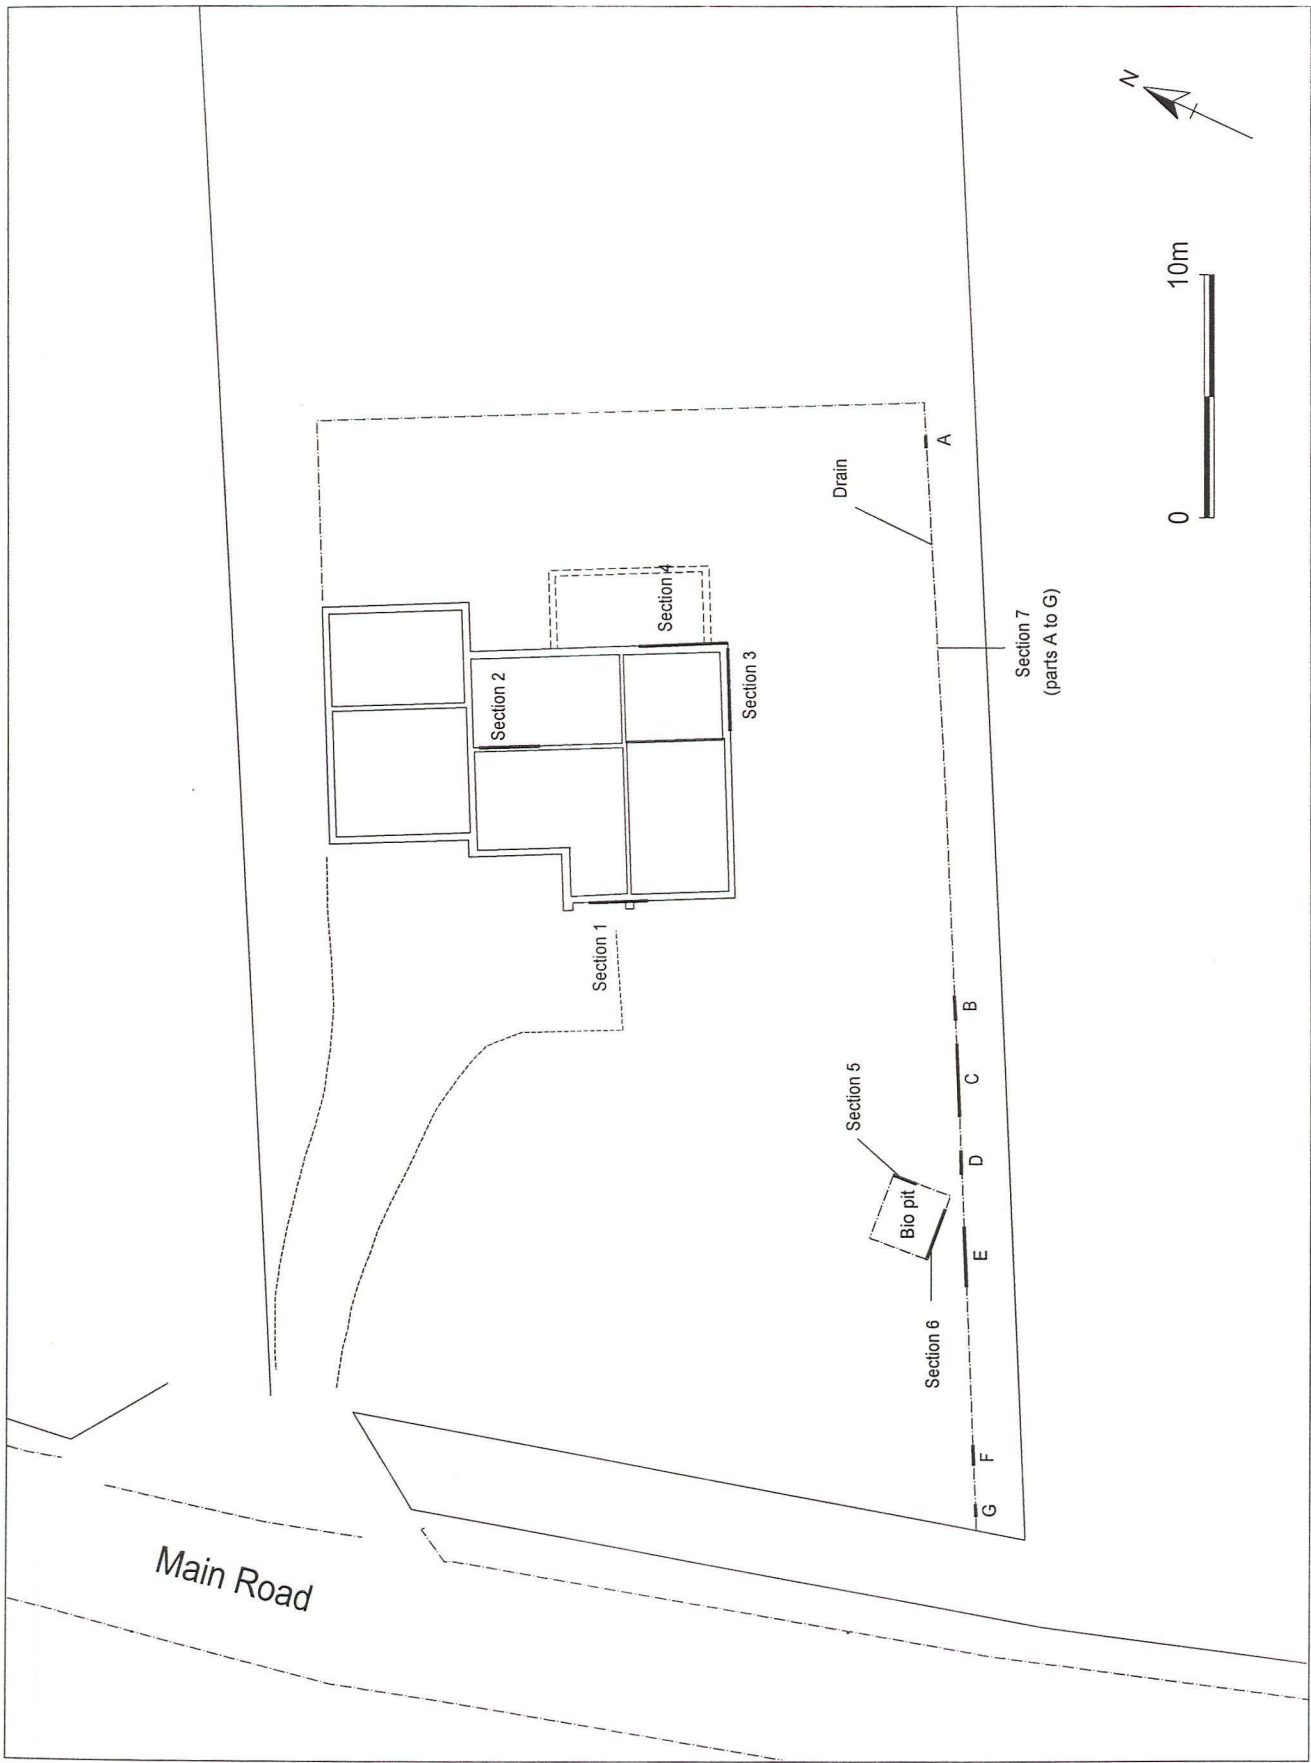 N
10m
0
A
Drain
Section 4
Section 7
(parts A to G)
Section 2
Section 3
Section 1
B
C
Section 5
D
Bio pit
E
Section 6
F
G
Main Road